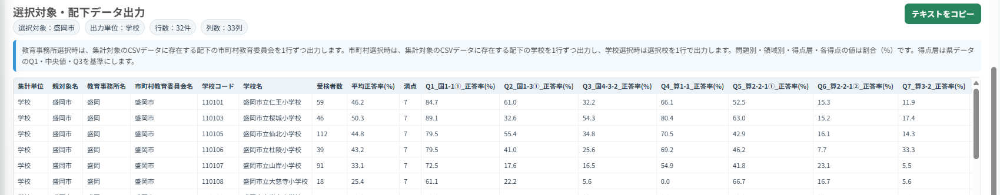 選択対象・配下データ出力
テキストをコピー
選択対象：盛岡市 出力単位：学校 行数：32件 列数：33列
教育事務所選択時は、集計対象のCSVデータに存在する配下の市町村教育委員会を1行ずつ出力します。市町村選択時は、集計対象のCSVデータに存在する配下の学校を1行ずつ出力し、学校選択時は選択校を1行で出力します。問題別・領域別・得点層・各得点の値は割合（%）です。得点層は県データ
のQ1・中央値・Q3を基準にします。
集計単位 親対象名 教育事務所名 市町村教育委員会名 学校コード 学校名 受検者数 平均正答率(%) 満点 Q1_国1-1①_正答率(%) Q2_国1-3①_正答率(%) Q3_国4-3-2_正答率(%) Q4_算1-1_正答率(%) Q5_算2-2-1①_正答率(%) Q6_算2-2-1②_正答率(%) Q7_算3-2_正答率(%)
学校 盛岡市 盛岡 盛岡市 110101 盛岡市立仁王小学校 59 46.2 7 84.7 61.0 32.2 66.1 52.5 15.3 11.9
学校 盛岡市 盛岡 盛岡市 110103 盛岡市立桜城小学校 46 50.3 7 89.1 32.6 54.3 80.4 63.0 15.2 17.4
学校 盛岡市 盛岡 盛岡市 110105 盛岡市立仙北小学校 112 44.8 7 79.5 55.4 34.8 70.5 42.9 16.1 14.3
学校 盛岡市 盛岡 盛岡市 110106 盛岡市立杜陵小学校 39 43.2 7 79.5 41.0 25.6 69.2 46.2 7.7 33.3
学校 盛岡市 盛岡 盛岡市 110107 盛岡市立山岸小学校 91 33.1 7 72.5 17.6 16.5 54.9 41.8 23.1 5.5
学校 盛岡市 盛岡 盛岡市 110108 盛岡市立大慈寺小学校 18 25.4 7 61.1 22.2 5.6 0.0 66.7 16.7 5.6